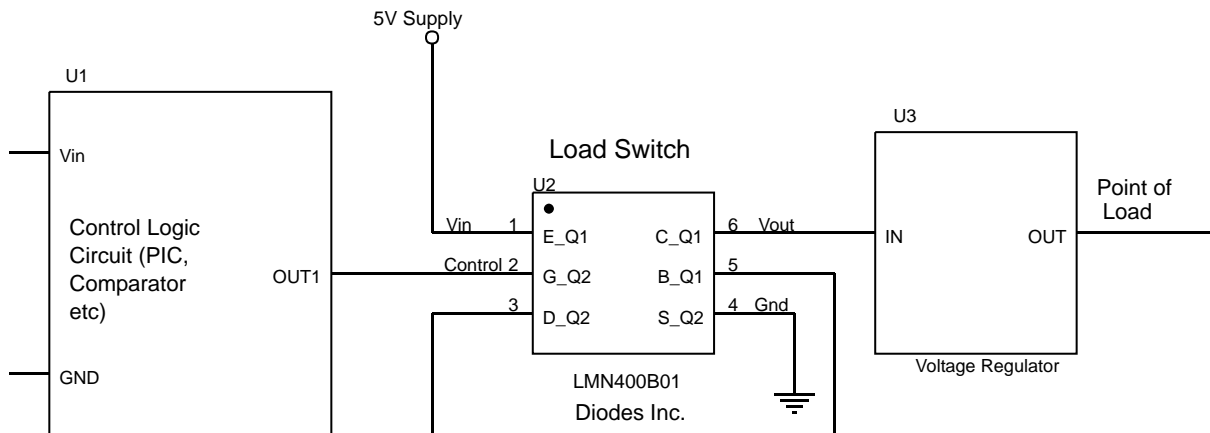 5V Supply
U1
U3
Load Switch
U2
Vin
Control Logic
Circuit (PIC,
Comparator
etc)
OUT1
GND
Vin 1
Control 2
3
E_Q1
G_Q2
D_Q2
C_Q1
B_Q1
S_Q2
6 Vout
5
4 Gnd
LMN400B01
Diodes Inc.
IN
OUT
Voltage Regulator
Point of
Load